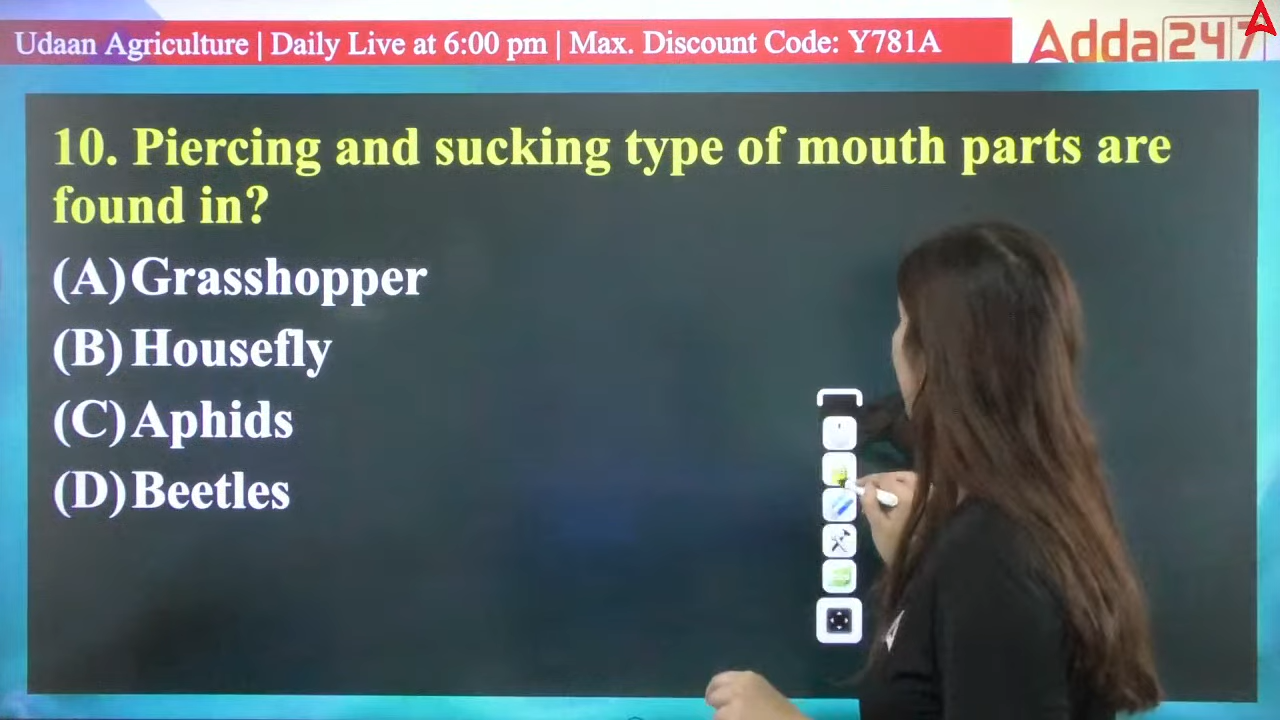 Udaan Agriculture | Daily Live at 6:00 pm | Max. Discount Code: Y781A
Adda247
10. Piercing and sucking type of mouth parts are
found in?
(A) Grasshopper
(B) Housefly
(C) Aphids
(D) Beetles